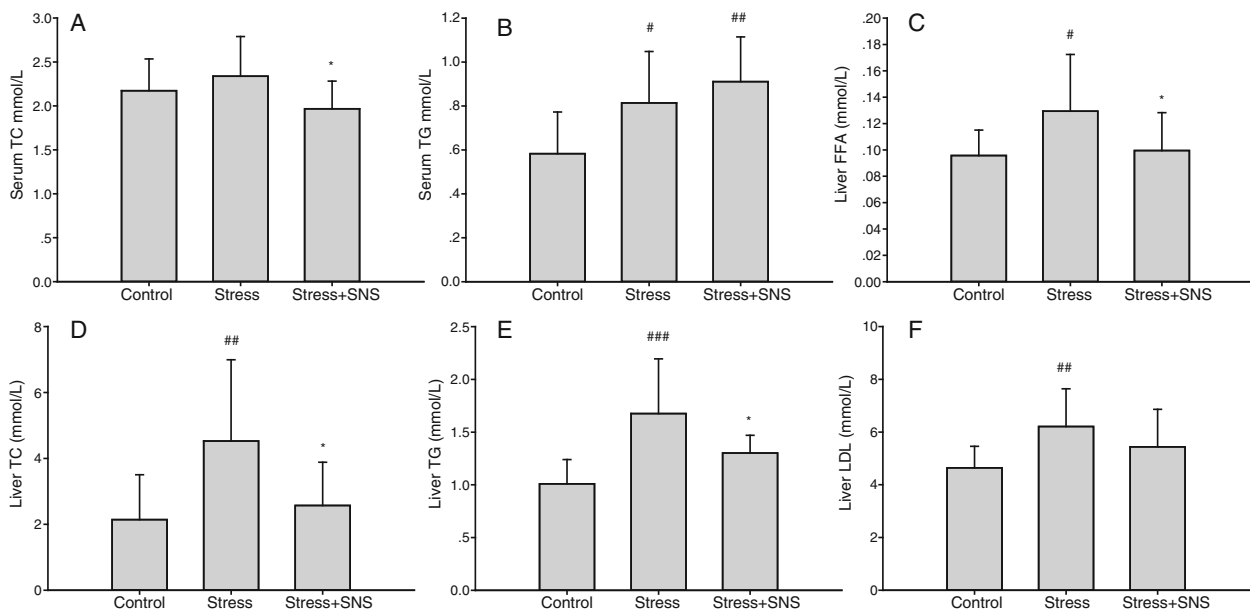 A
Serum TC mmol/L
3.0
2.5
2.0
1.5
1.0
.5
0.0
*
Control Stress Stress+SNS
B
Serum TG mmol/L
1.2
1.0
.8
.6
.4
.2
0.0
# ##
Control Stress Stress+SNS
C
Liver FFA (mmol/L)
.20
.18
.16
.14
.12
.10
.08
.06
.04
.02
0.00
# *
Control Stress Stress+SNS
D
Liver TC (mmol/L)
8
6
4
2
0
## *
Control Stress Stress+SNS
E
Liver TG (mmol/L)
2.5
2.0
1.5
1.0
.5
0.0
### *
Control Stress Stress+SNS
F
Liver LDL (mmol/L)
10
8
6
4
2
0
##
Control Stress Stress+SNS